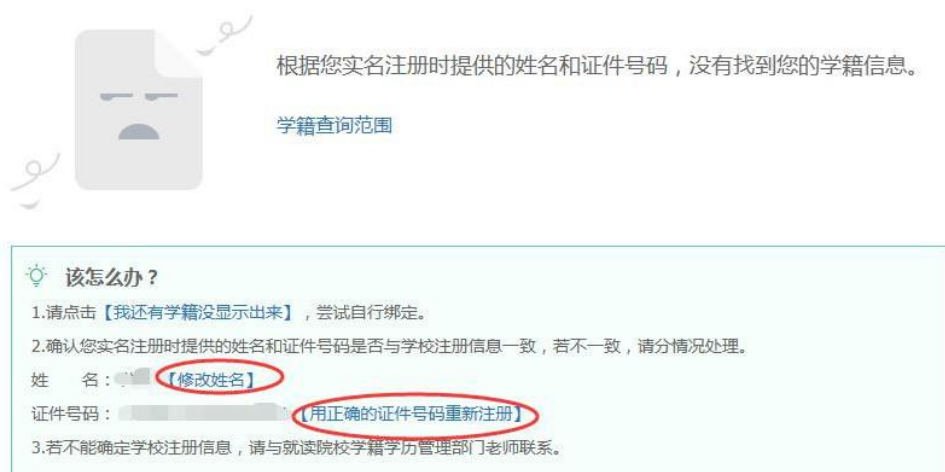 根据您实名注册时提供的姓名和证件号码，没有找到您的学籍信息。
学籍查询范围
该怎么办？
1.请点击【我还有学籍没显示出来】，尝试自行绑定。
2.确认您实名注册时提供的姓名和证件号码是否与学校注册信息一致，若不一致，请分情况处理。
姓 名：【修改姓名】
证件号码：【用正确的证件号码重新注册】
3.若不能确定学校注册信息，请与就读院校学籍学历管理部门老师联系。